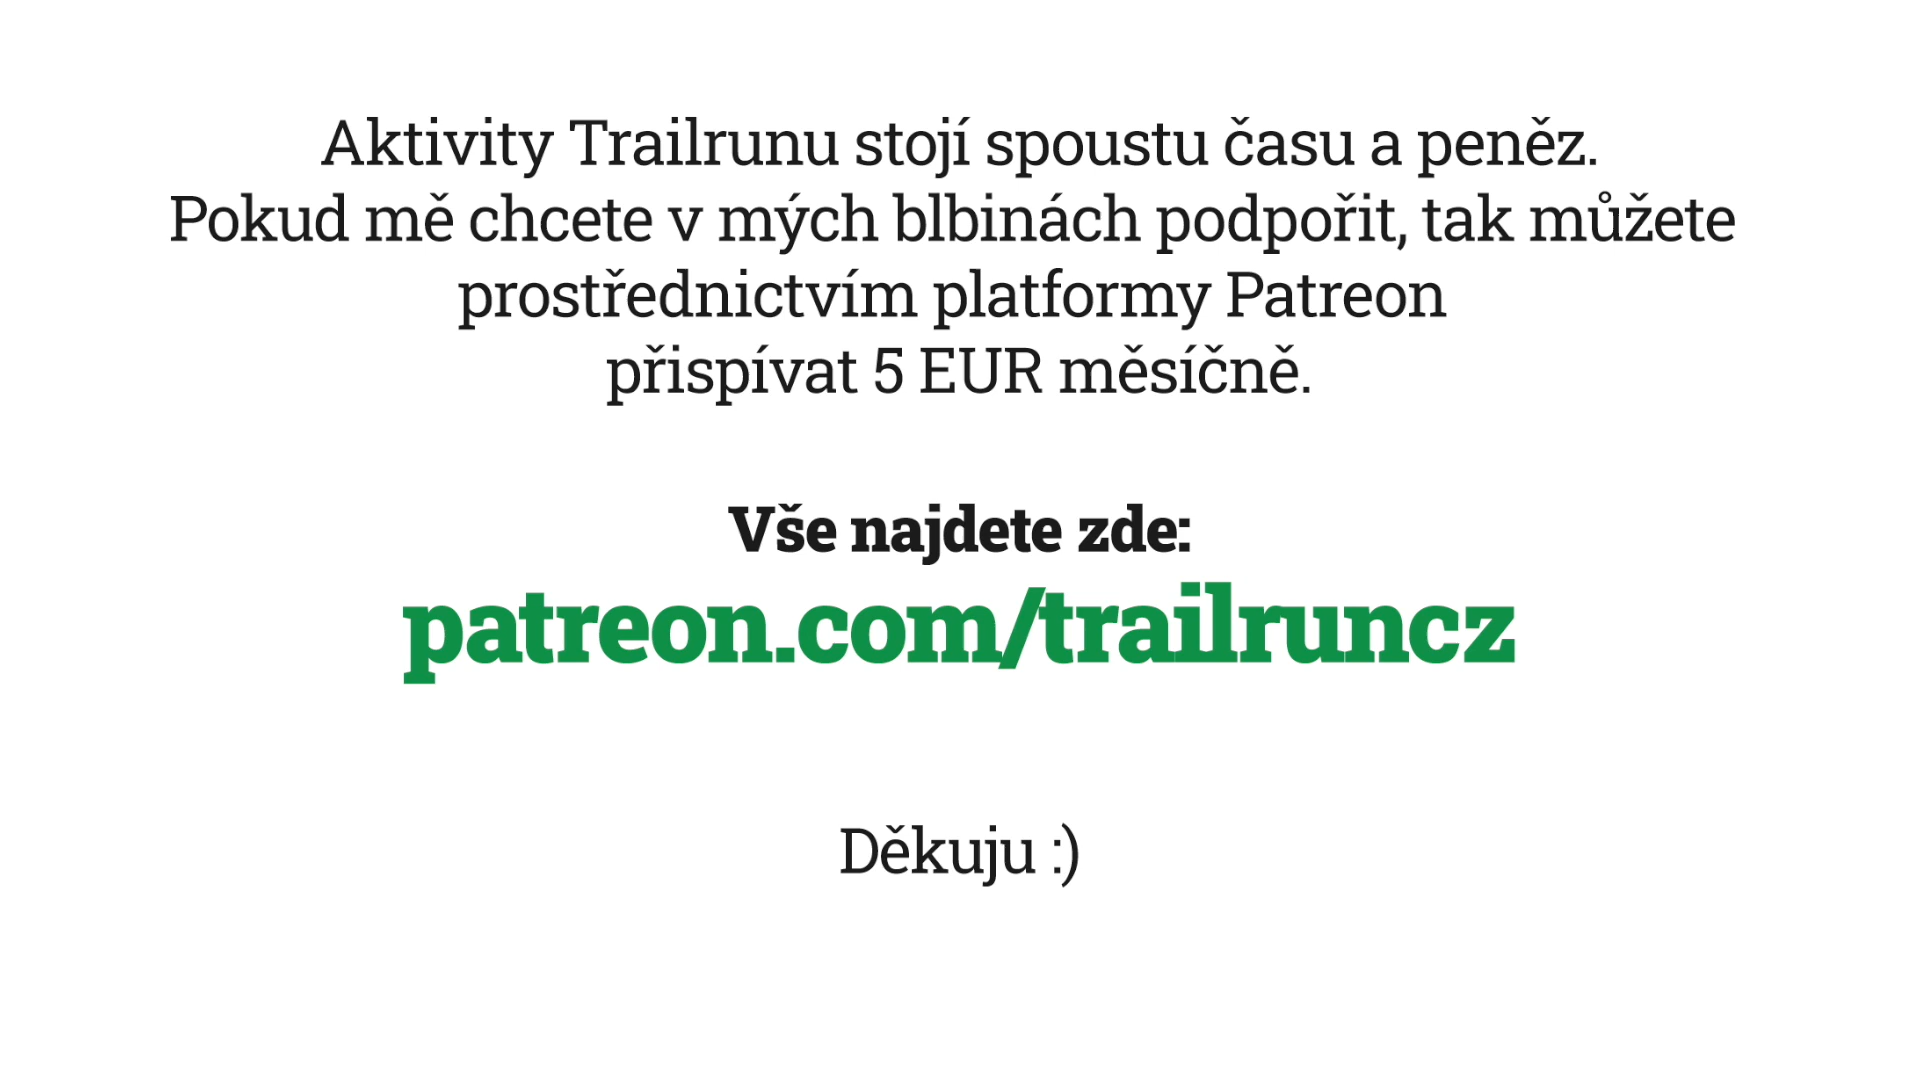 Aktivity Trailrunu stojí spoustu času a peněz.
Pokud mě chcete v mých blbinách podpořit, tak můžete
prostřednictvím platformy Patreon
přispívat 5 EUR měsíčně.
Vše najdete zde:
patreon.com/trailruncz
Děkuju :)